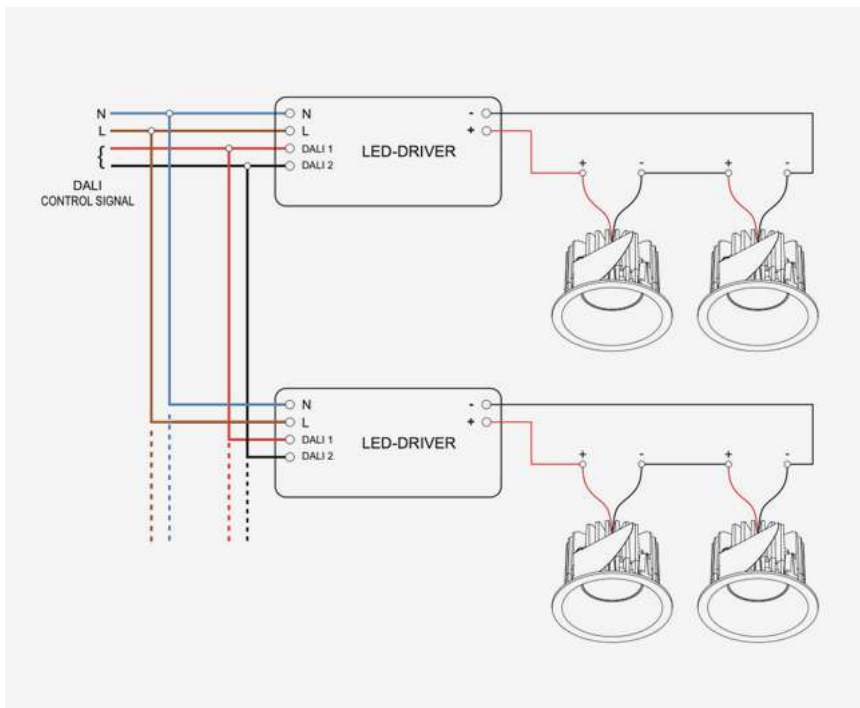 N
L
{
DALI
CONTROL SIGNAL
N
L
DALI 1
DALI 2
LED-DRIVER
-
+
+
-
+
-
N
L
DALI 1
DALI 2
LED-DRIVER
-
+
+
-
+
-